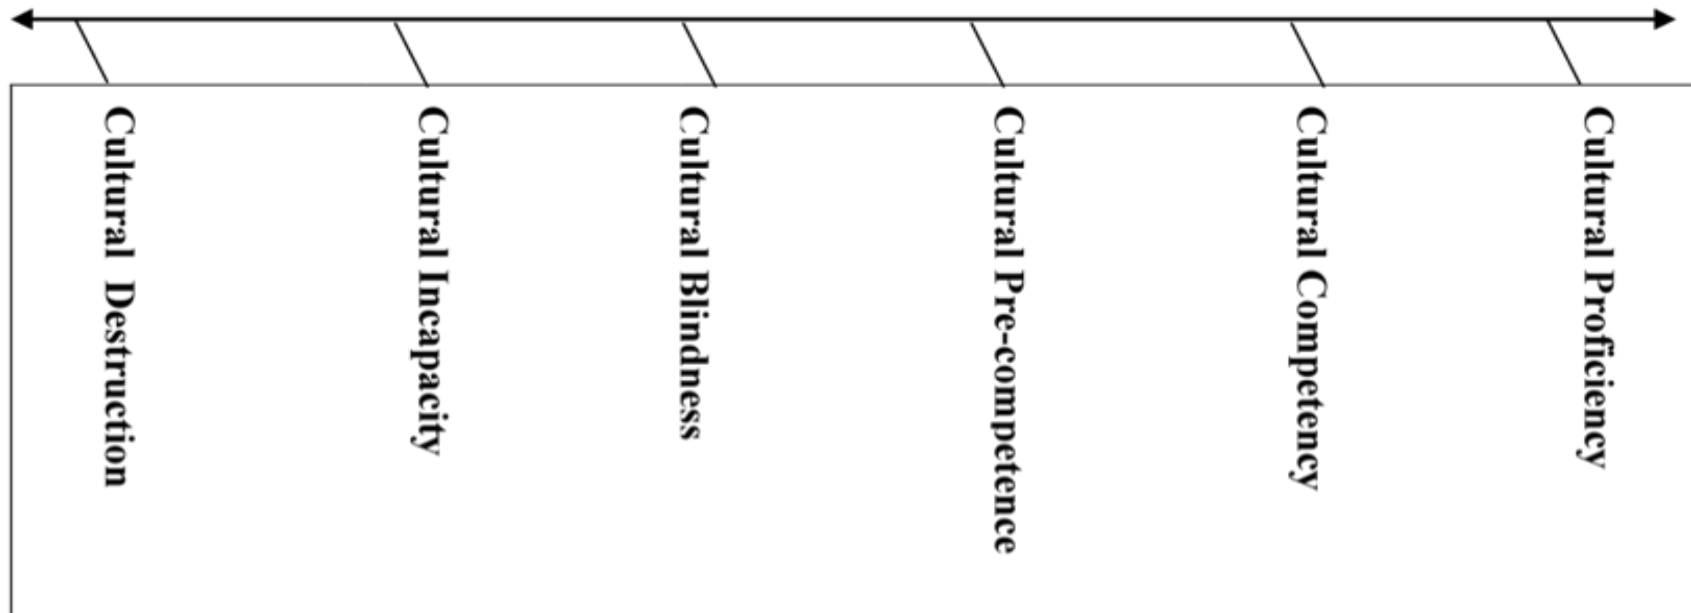 Cultural Destruction
Cultural Incapacity
Cultural Blindness
Cultural Pre-competence
Cultural Competency
Cultural Proficiency